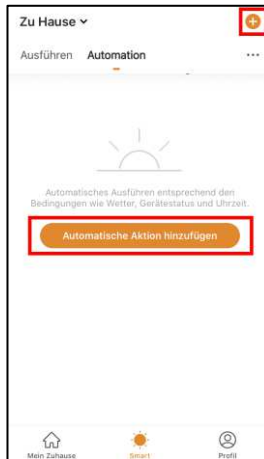 Zu Hause
Ausführen Automation
Automatisches Ausführen entsprechend den
Bedingungen wie Wetter, Gerätestatus und Uhrzeit.
Automatische Aktion hinzufügen
Mein Zuhause Smart Profil